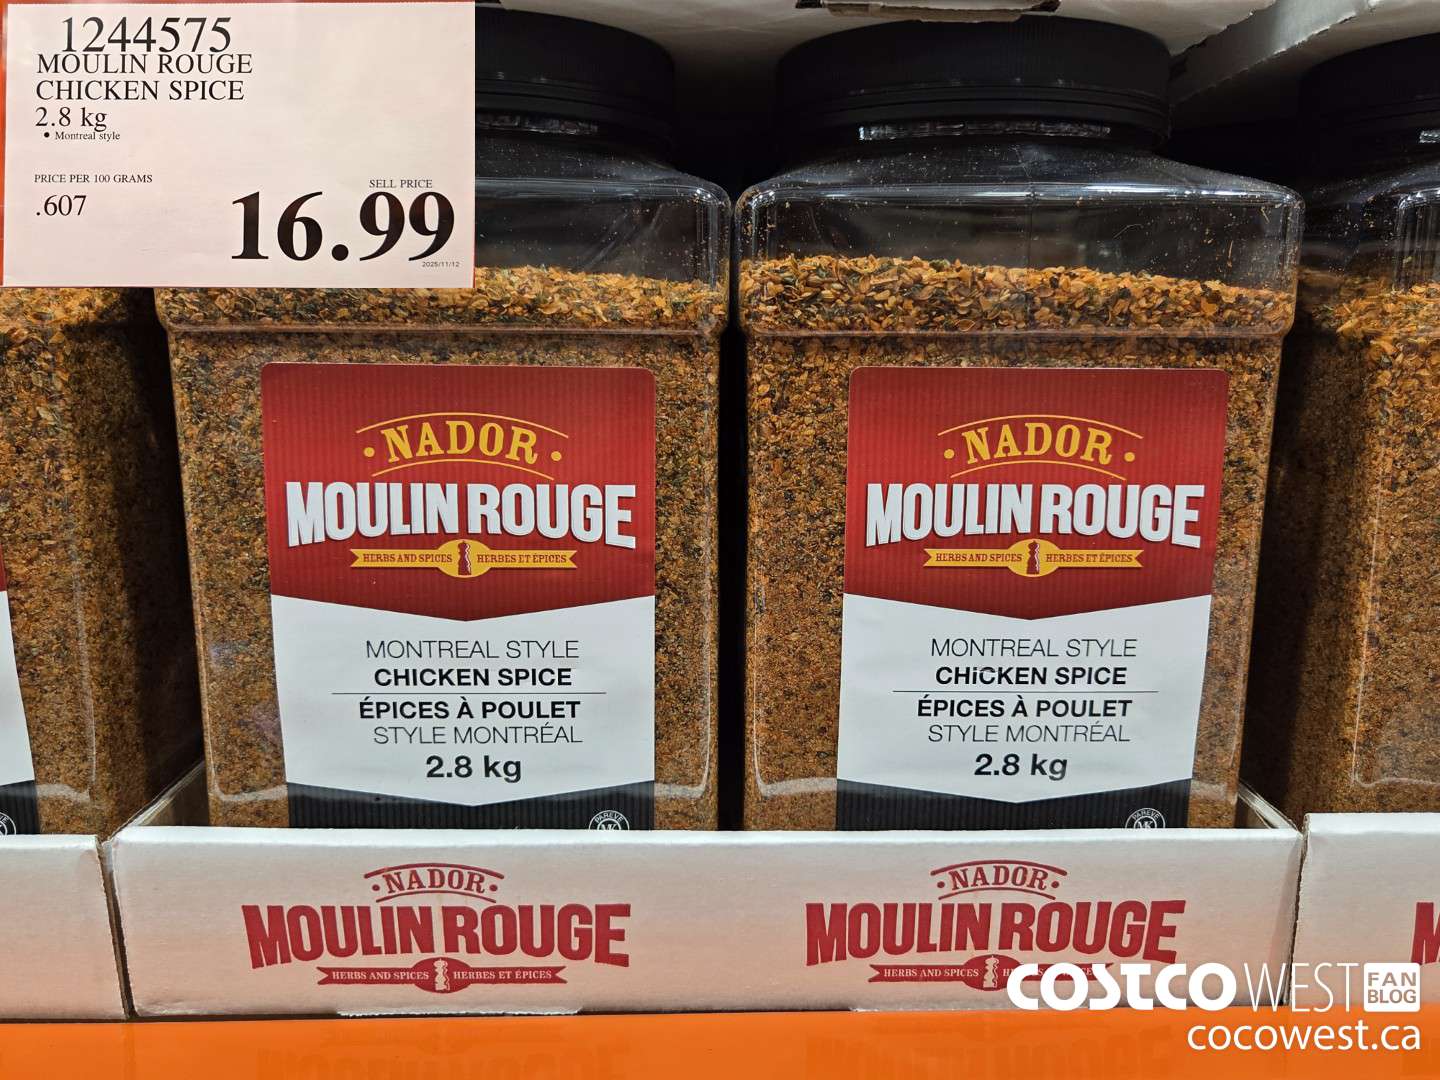 1244575
MOULIN ROUGE
CHICKEN SPICE
2.8 kg
• Montreal style
PRICE PER 100 GRAMS
.607
SELL PRICE
16.99
2025/11/12
· NADOR ·
MOULIN ROUGE
HERBS AND SPICES HERBES ET ÉPICES
MONTREAL STYLE
CHICKEN SPICE
ÉPICES À POULET
STYLE MONTRÉAL
2.8 kg
PAREVE
MK
· NADOR ·
MOULIN ROUGE
HERBS AND SPICES HERBES ET ÉPICES
MONTREAL STYLE
CHICKEN SPICE
ÉPICES À POULET
STYLE MONTRÉAL
2.8 kg
PAREVE
MK
· NADOR ·
MOULIN ROUGE
HERBS AND SPICES HERBES ET ÉPICES
· NADOR ·
MOULIN ROUGE
HERBS AND SPICES
M
COSTCO WEST FAN BLOG
cocowest.ca